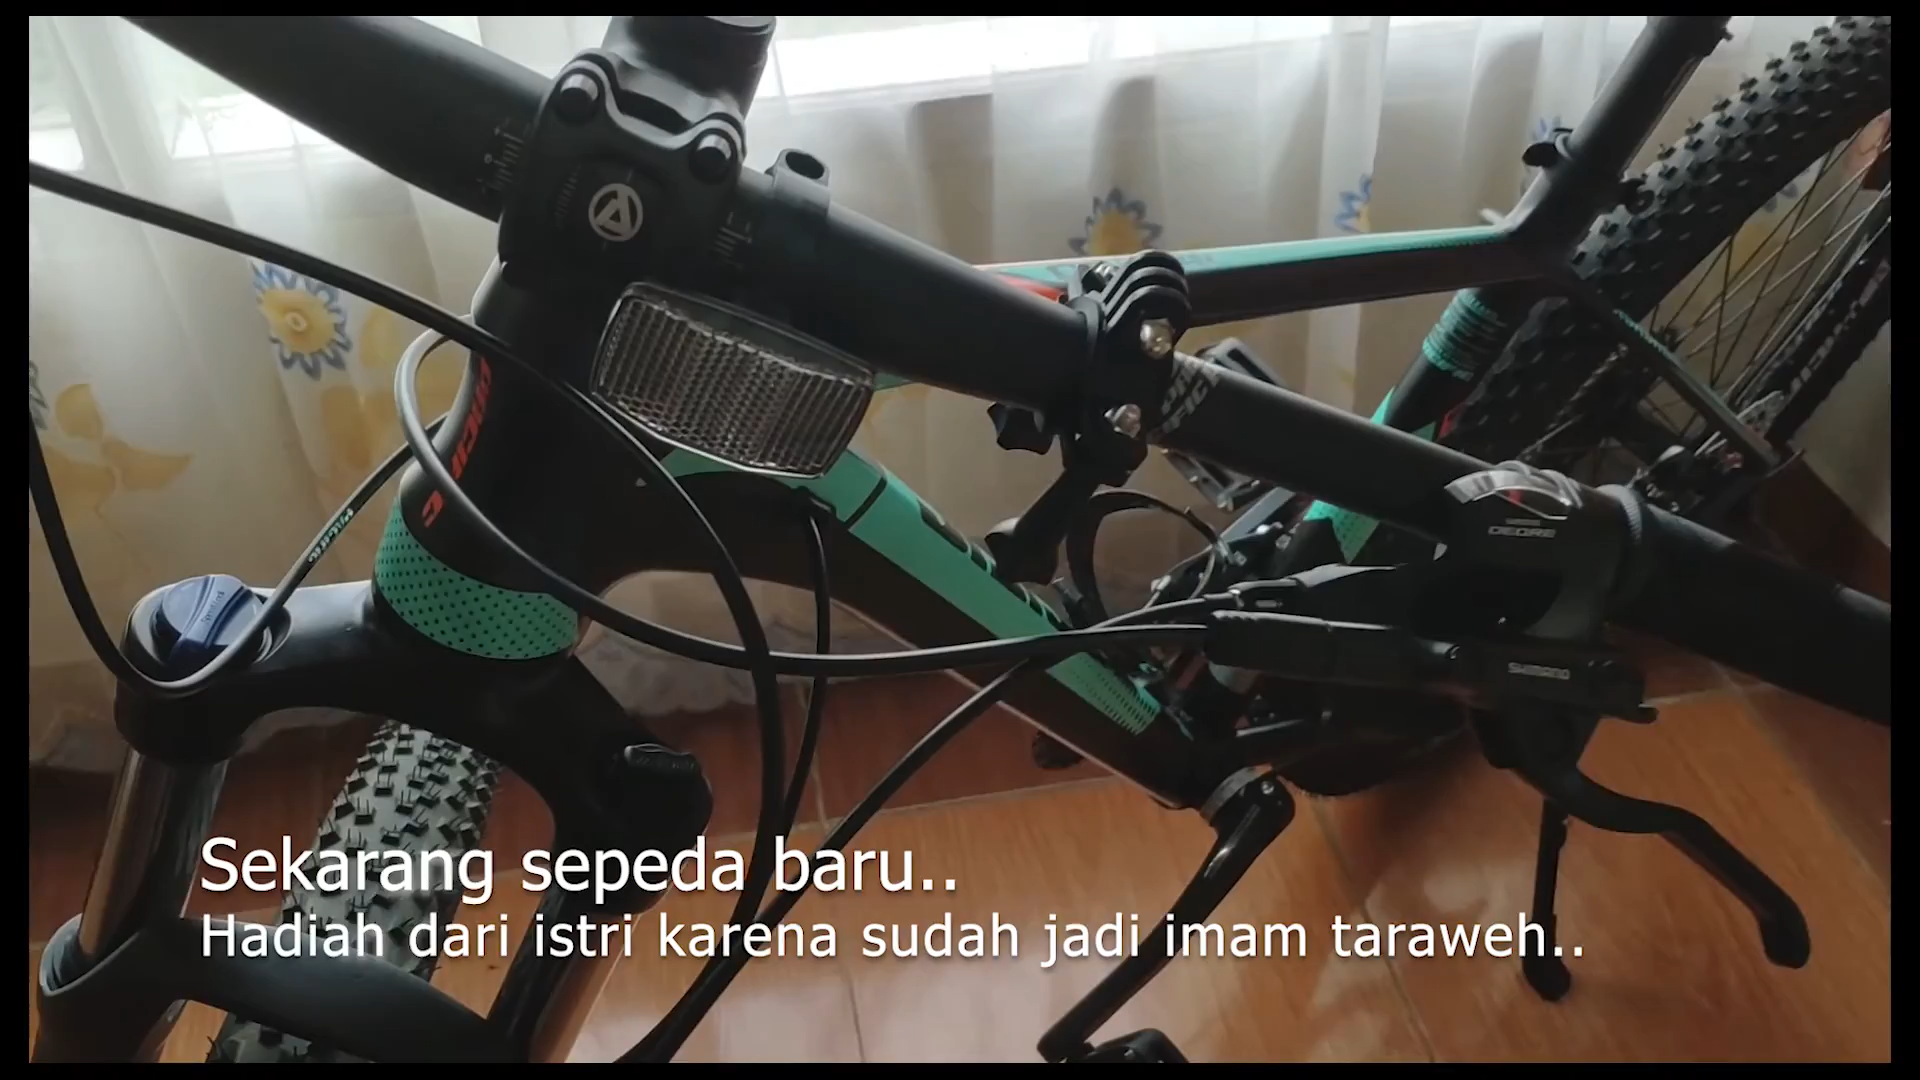 Sekarang sepeda baru..
Hadiah dari istri karena sudah jadi imam taraweh..
DEORE
SHIMANO